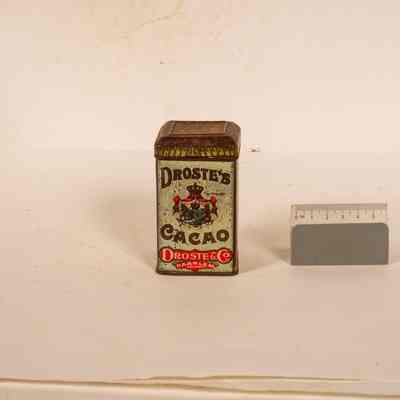 DROSTE'S
CACAO
DROSTE & Co.
HAARLEM